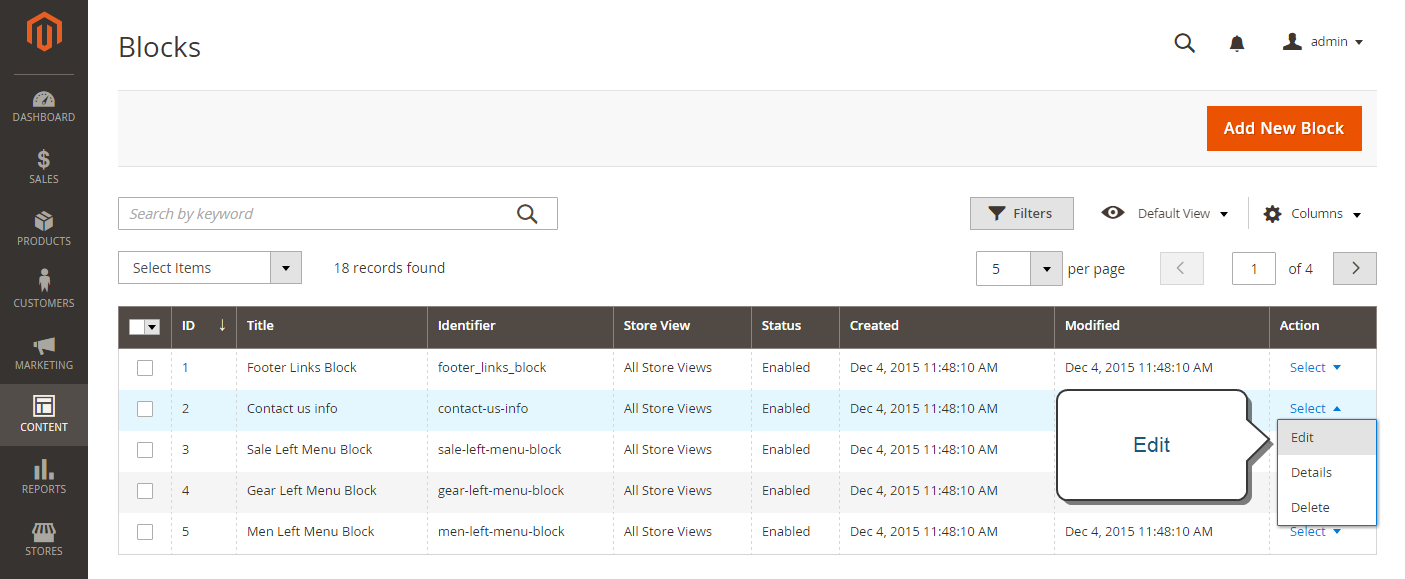 Blocks
admin
DASHBOARD
SALES
PRODUCTS
CUSTOMERS
MARKETING
CONTENT
REPORTS
STORES
Add New Block
Search by keyword
Filters
Default View
Columns
Select Items
18 records found
5 per page
1 of 4
ID ↓ Title Identifier Store View Status Created Modified Action
1 Footer Links Block footer_links_block All Store Views Enabled Dec 4, 2015 11:48:10 AM Dec 4, 2015 11:48:10 AM Select
2 Contact us info contact-us-info All Store Views Enabled Dec 4, 2015 11:48:10 AM Select
3 Sale Left Menu Block sale-left-menu-block All Store Views Enabled Dec 4, 2015 11:48:10 AM
4 Gear Left Menu Block gear-left-menu-block All Store Views Enabled Dec 4, 2015 11:48:10 AM
5 Men Left Menu Block men-left-menu-block All Store Views Enabled Dec 4, 2015 11:48:10 AM Dec 4, 2015 11:48:10 AM Select
Edit
Edit
Details
Delete